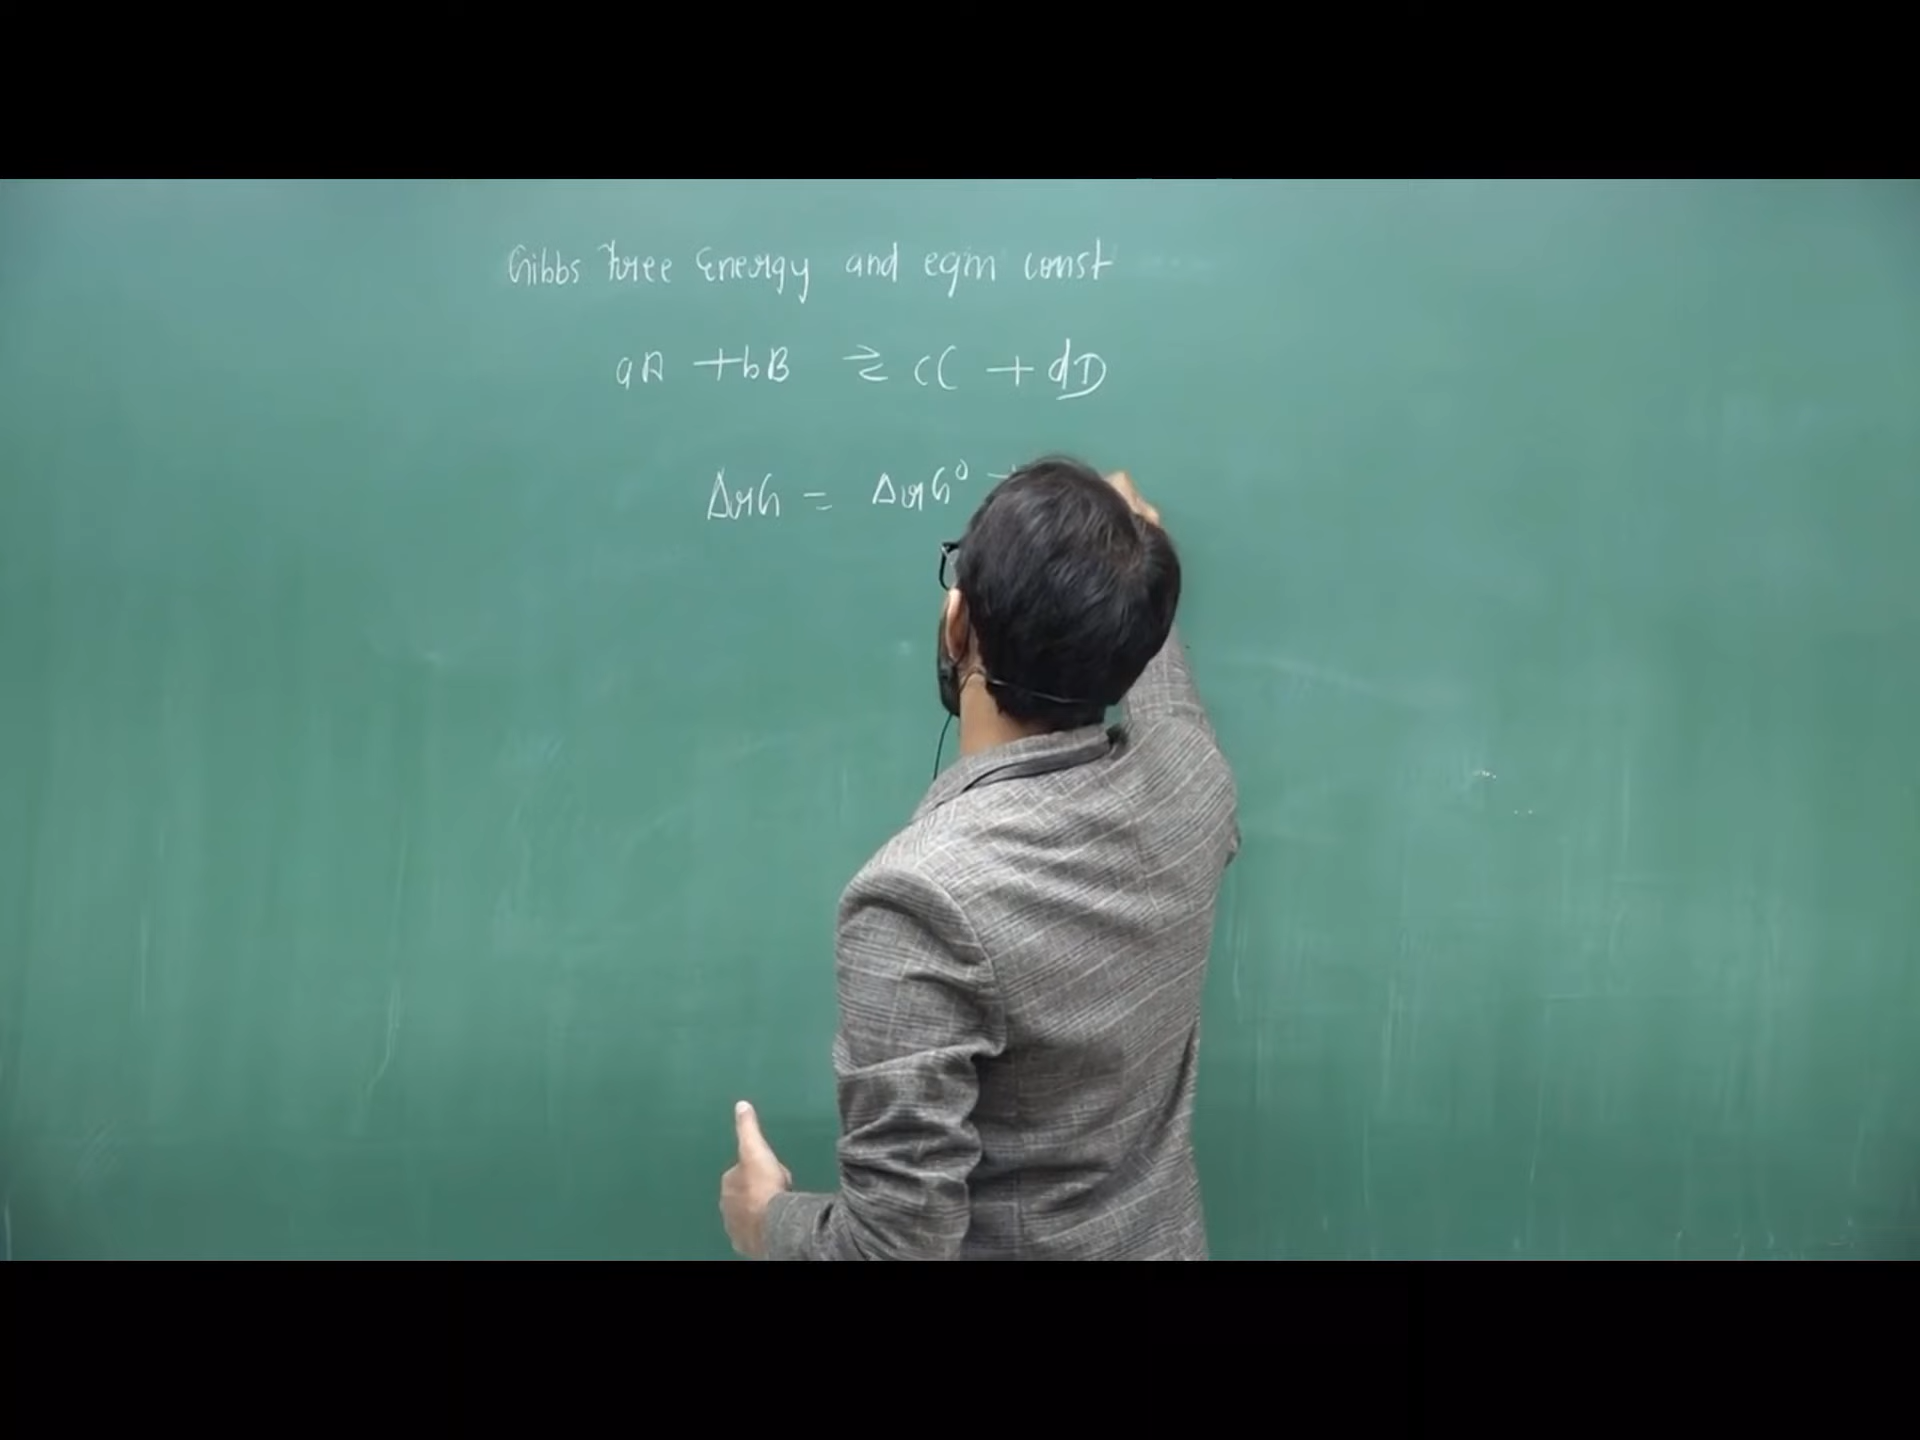 Gibbs free Energy and eqm const
aA + bB ⇌ cC + dD
ΔrG = ΔrG° +